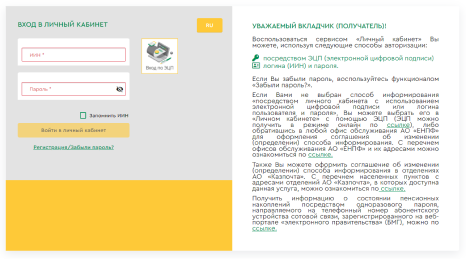 ВХОД В ЛИЧНЫЙ КАБИНЕТ
RU
ИИН *
Пароль *
Вход по ЭЦП
Запомнить ИИН
Войти в личный кабинет
Регистрация/Забыли пароль?
УВАЖАЕМЫЙ ВКЛАДЧИК (ПОЛУЧАТЕЛЬ)!
Воспользоваться сервисом «Личный кабинет» Вы
можете, используя следующие способы авторизации:
посредством ЭЦП (электронной цифровой подписи)
логина (ИИН) и пароля.
Если Вы забыли пароль, воспользуйтесь функционалом
«Забыли пароль?».
Если Вами не выбран способ информирования
«посредством личного кабинета с использованием
электронной цифровой подписи или логина
пользователя и пароля», Вы можете выбрать его в
«Личном кабинете» с помощью ЭЦП (ЭЦП можно
получить в режиме онлайн по ссылке), либо
обратившись в любой офис обслуживания АО «ЕНПФ»
для оформления соглашения об изменении
(определении) способа информирования. С перечнем
офисов обслуживания АО «ЕНПФ» и их адресами можно
ознакомиться по ссылке.
Также Вы можете оформить соглашение об изменении
(определении) способа информирования в отделениях
АО «Казпочта». С перечнем населенных пунктов с
адресами отделений АО «Казпочта», в которых доступна
данная услуга, можно ознакомиться по ссылке.
Получить информацию о состоянии пенсионных
накоплений посредством одноразового пароля,
направляемого на телефонный номер абонентского
устройства сотовой связи, зарегистрированного на веб-
портале «электронного правительства» (БМГ), можно по
ссылке.